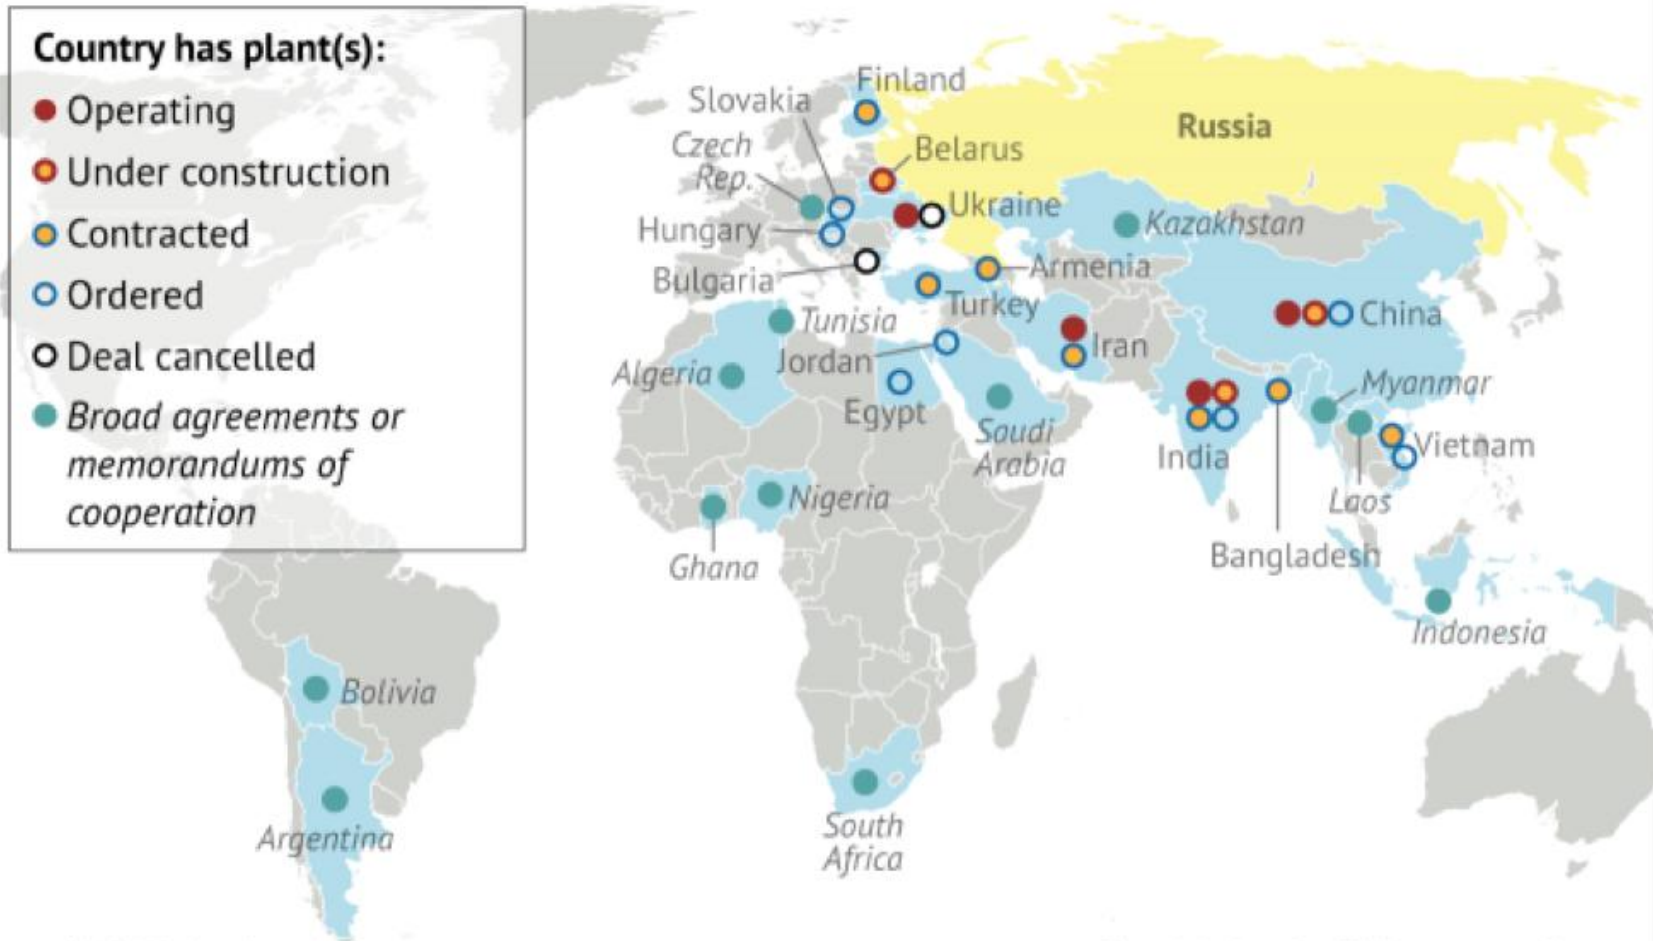 Country has plant(s):
Operating
Under construction
Contracted
Ordered
Deal cancelled
Broad agreements or
memorandums of
cooperation
Finland
Slovakia
Russia
Czech
Rep.
Belarus
Ukraine
Kazakhstan
Hungary
Bulgaria
Armenia
Turkey
Tunisia
China
Jordan
Iran
Algeria
Myanmar
Egypt
Saudi
Arabia
India
Vietnam
Nigeria
Laos
Ghana
Bangladesh
Indonesia
Bolivia
Argentina
South
Africa